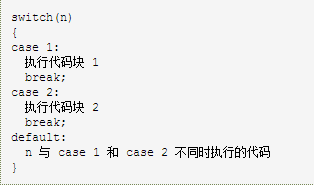 switch(n)
{
case 1:
  执行代码块 1
  break;
case 2:
  执行代码块 2
  break;
default:
  n 与 case 1 和 case 2 不同时执行的代码
}